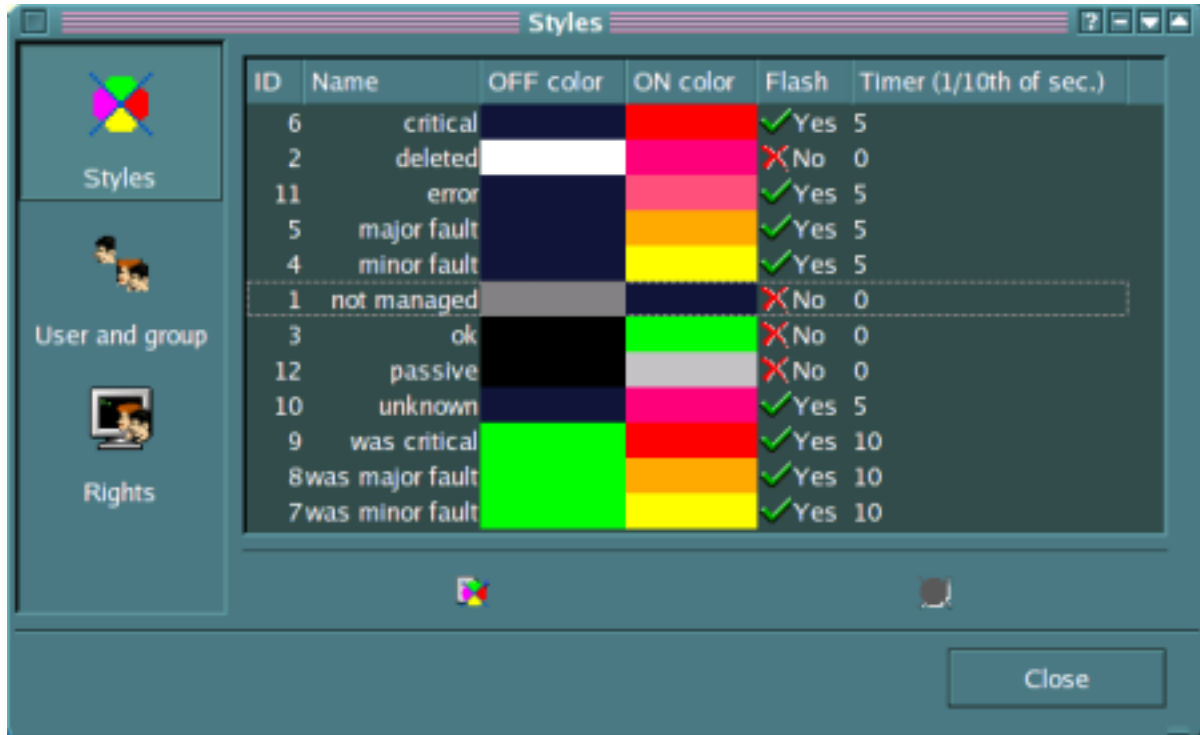 Styles
?
Styles
User and group
Rights
ID Name OFF color ON color Flash Timer (1/10th of sec.)
6 critical Yes 5
2 deleted No 0
11 error Yes 5
5 major fault Yes 5
4 minor fault Yes 5
1 not managed No 0
3 ok No 0
12 passive No 0
10 unknown Yes 5
9 was critical Yes 10
8 was major fault Yes 10
7 was minor fault Yes 10
Close